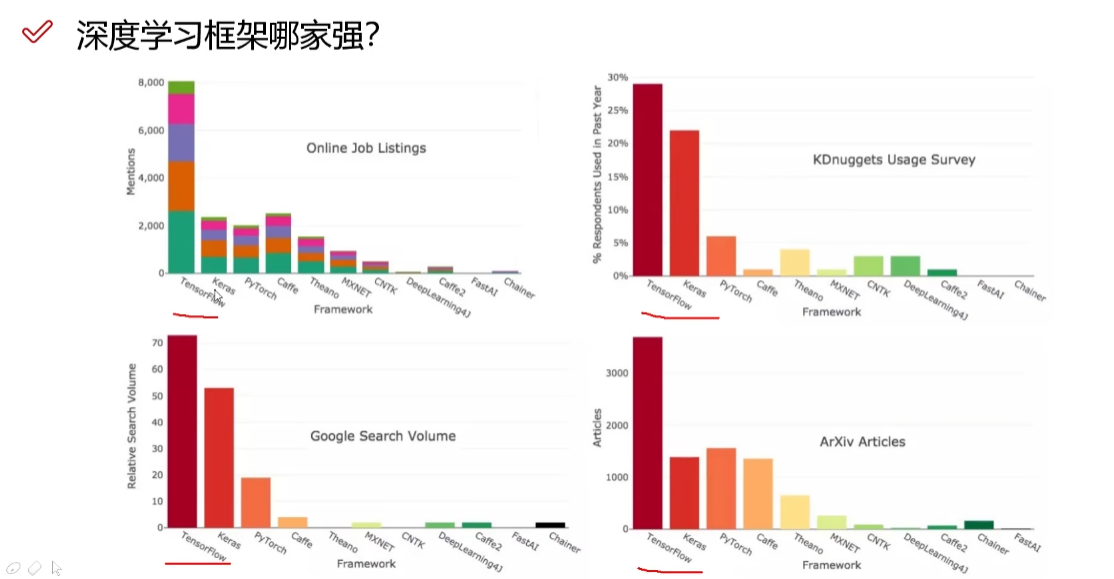 深度学习框架哪家强?
8,000
6,000
4,000
2,000
0
Mentions
Online Job Listings
TensorFlow
Keras
PyTorch
Caffe
Theano
MXNET
CNTK
DeepLearning4J
Caffe2
FastAI
Chainer
Framework
30%
25%
20%
15%
10%
5%
0%
% Respondents Used in Past Year
KDnuggets Usage Survey
TensorFlow
Keras
PyTorch
Caffe
Theano
MXNET
CNTK
DeepLearning4J
Caffe2
FastAI
Chainer
Framework
70
60
50
40
30
20
10
0
Relative Search Volume
Google Search Volume
TensorFlow
Keras
PyTorch
Caffe
Theano
MXNET
CNTK
DeepLearning4J
Caffe2
FastAI
Chainer
Framework
3000
2000
1000
0
Articles
ArXiv Articles
TensorFlow
Keras
PyTorch
Caffe
Theano
MXNET
CNTK
DeepLearning4J
Caffe2
Chainer
FastAI
Framework